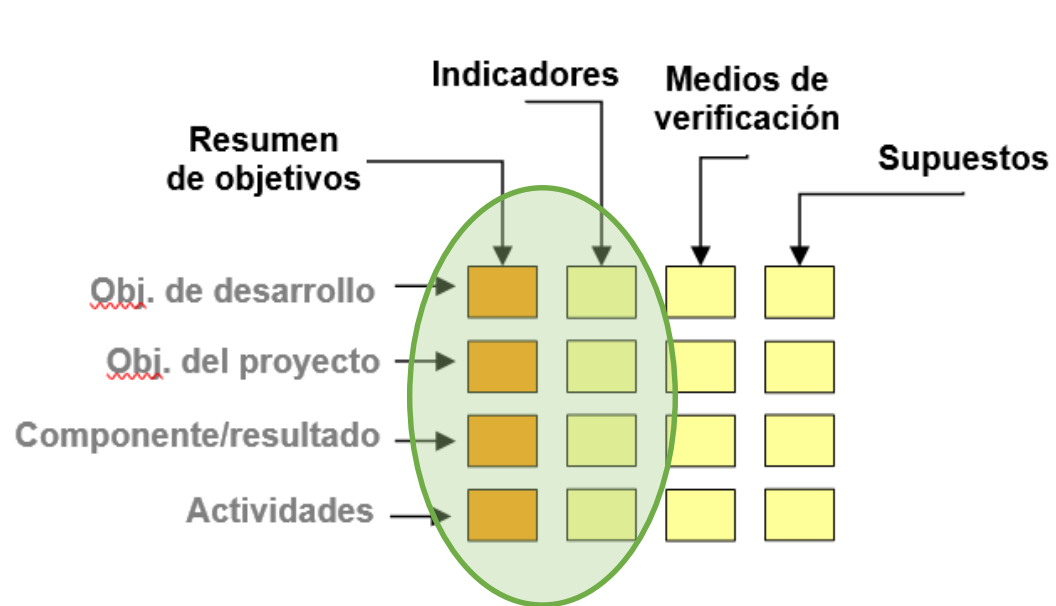 Indicadores
Medios de
verificación
Resumen
de objetivos
Supuestos
Obj. de desarrollo
Obj. del proyecto
Componente/resultado
Actividades